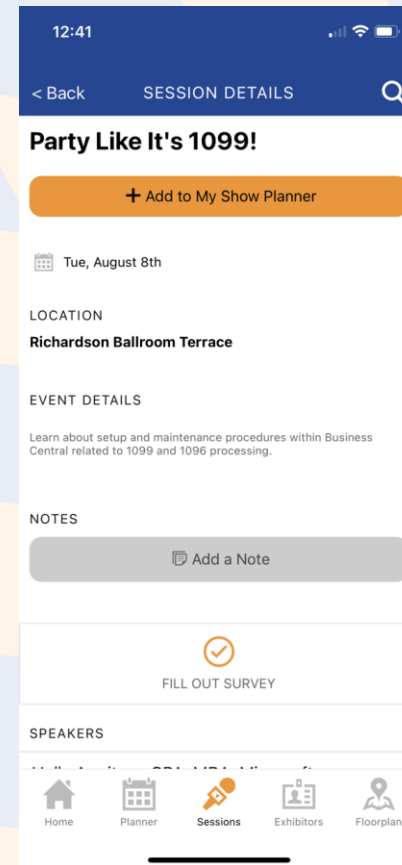 12:41
< Back SESSION DETAILS
Party Like It's 1099!
+ Add to My Show Planner
Tue, August 8th
LOCATION
Richardson Ballroom Terrace
EVENT DETAILS
Learn about setup and maintenance procedures within Business
Central related to 1099 and 1096 processing.
NOTES
Add a Note
FILL OUT SURVEY
SPEAKERS
Home Planner Sessions Exhibitors Floorplan